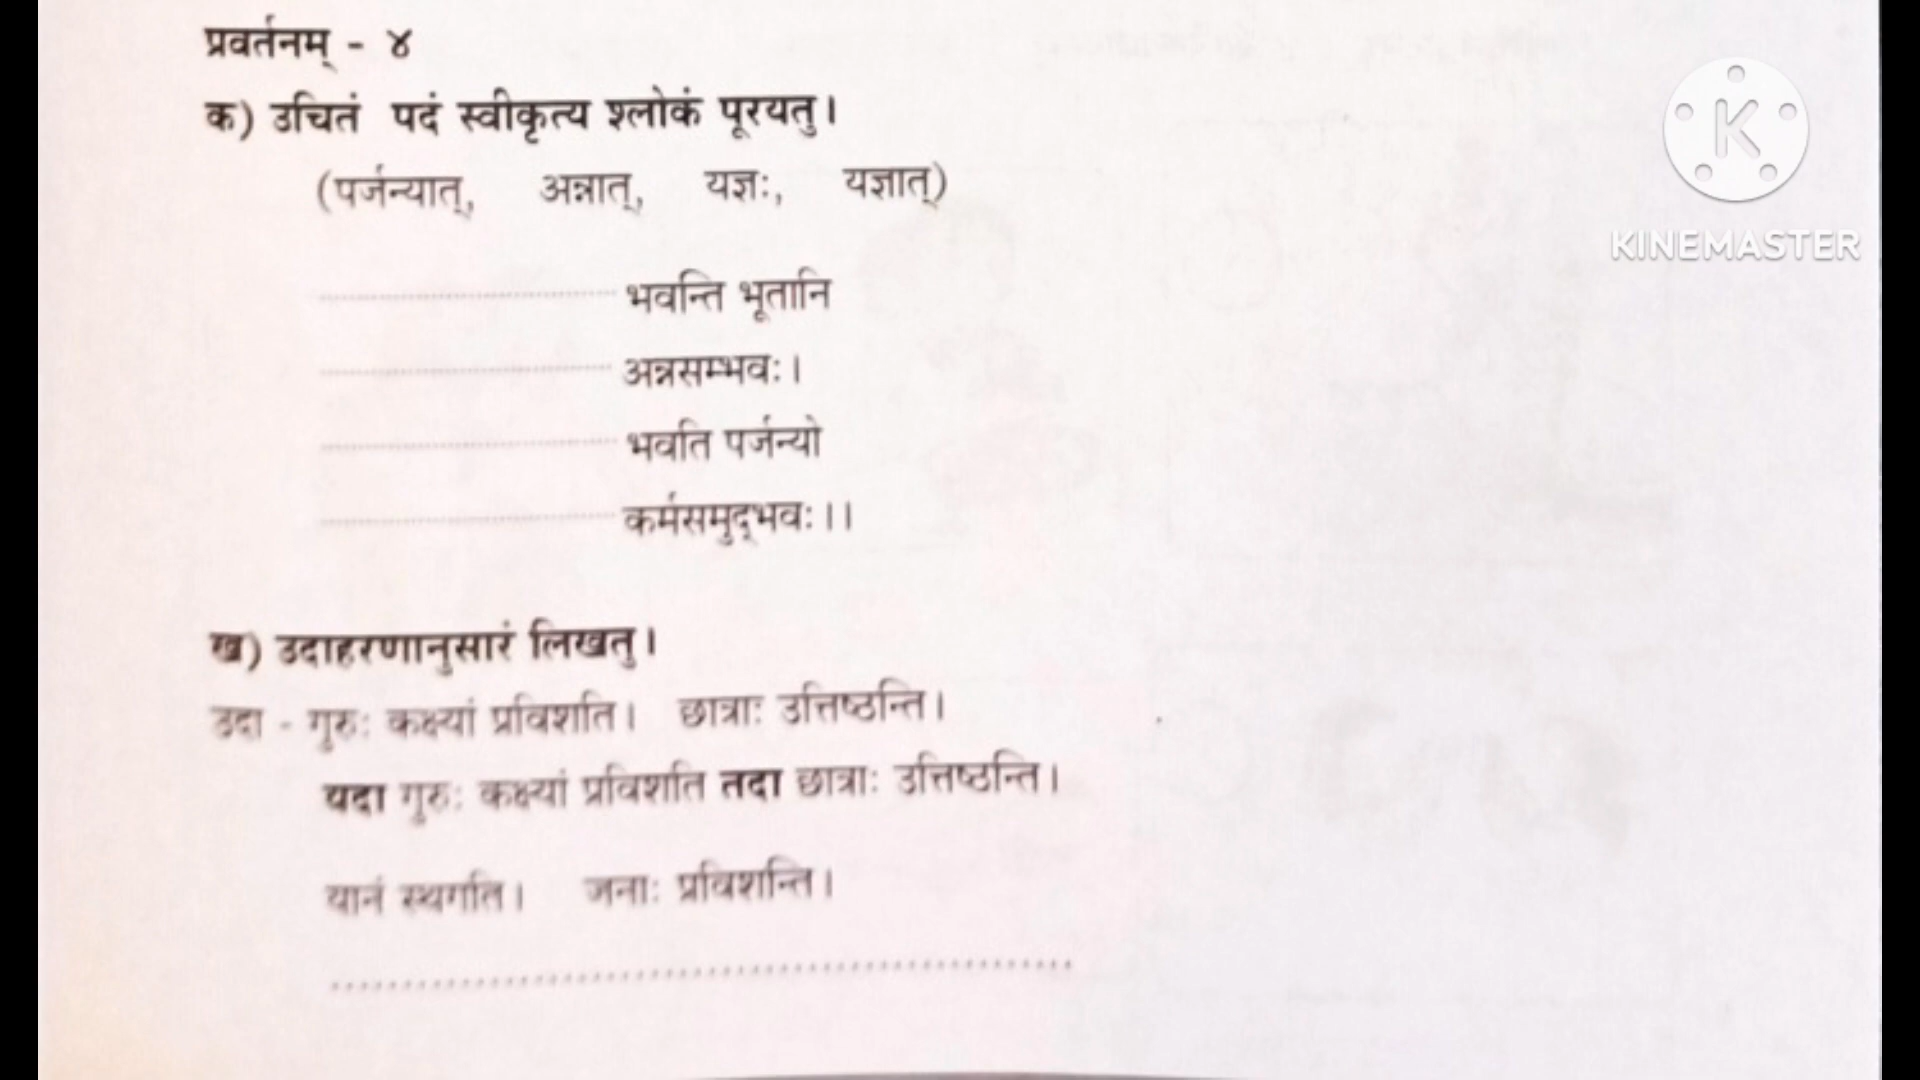 प्रवर्तनम् - ४
क) उचितं पदं स्वीकृत्य श्लोकं पूरयतु।
(पर्जन्यात्, अन्नात्, यज्ञः, यज्ञात्)
K
KINEMASTER
भवन्ति भूतानि
अन्नसम्भवः।
भवति पर्जन्यो
कर्मसमुद्भवः।।
ख) उदाहरणानुसारं लिखतु।
उदा - गुरुः कक्ष्यां प्रविशति। छात्राः उत्तिष्ठन्ति।
यदा गुरुः कक्ष्यां प्रविशति तदा छात्राः उत्तिष्ठन्ति।
यानं स्थगति। जनाः प्रविशन्ति।